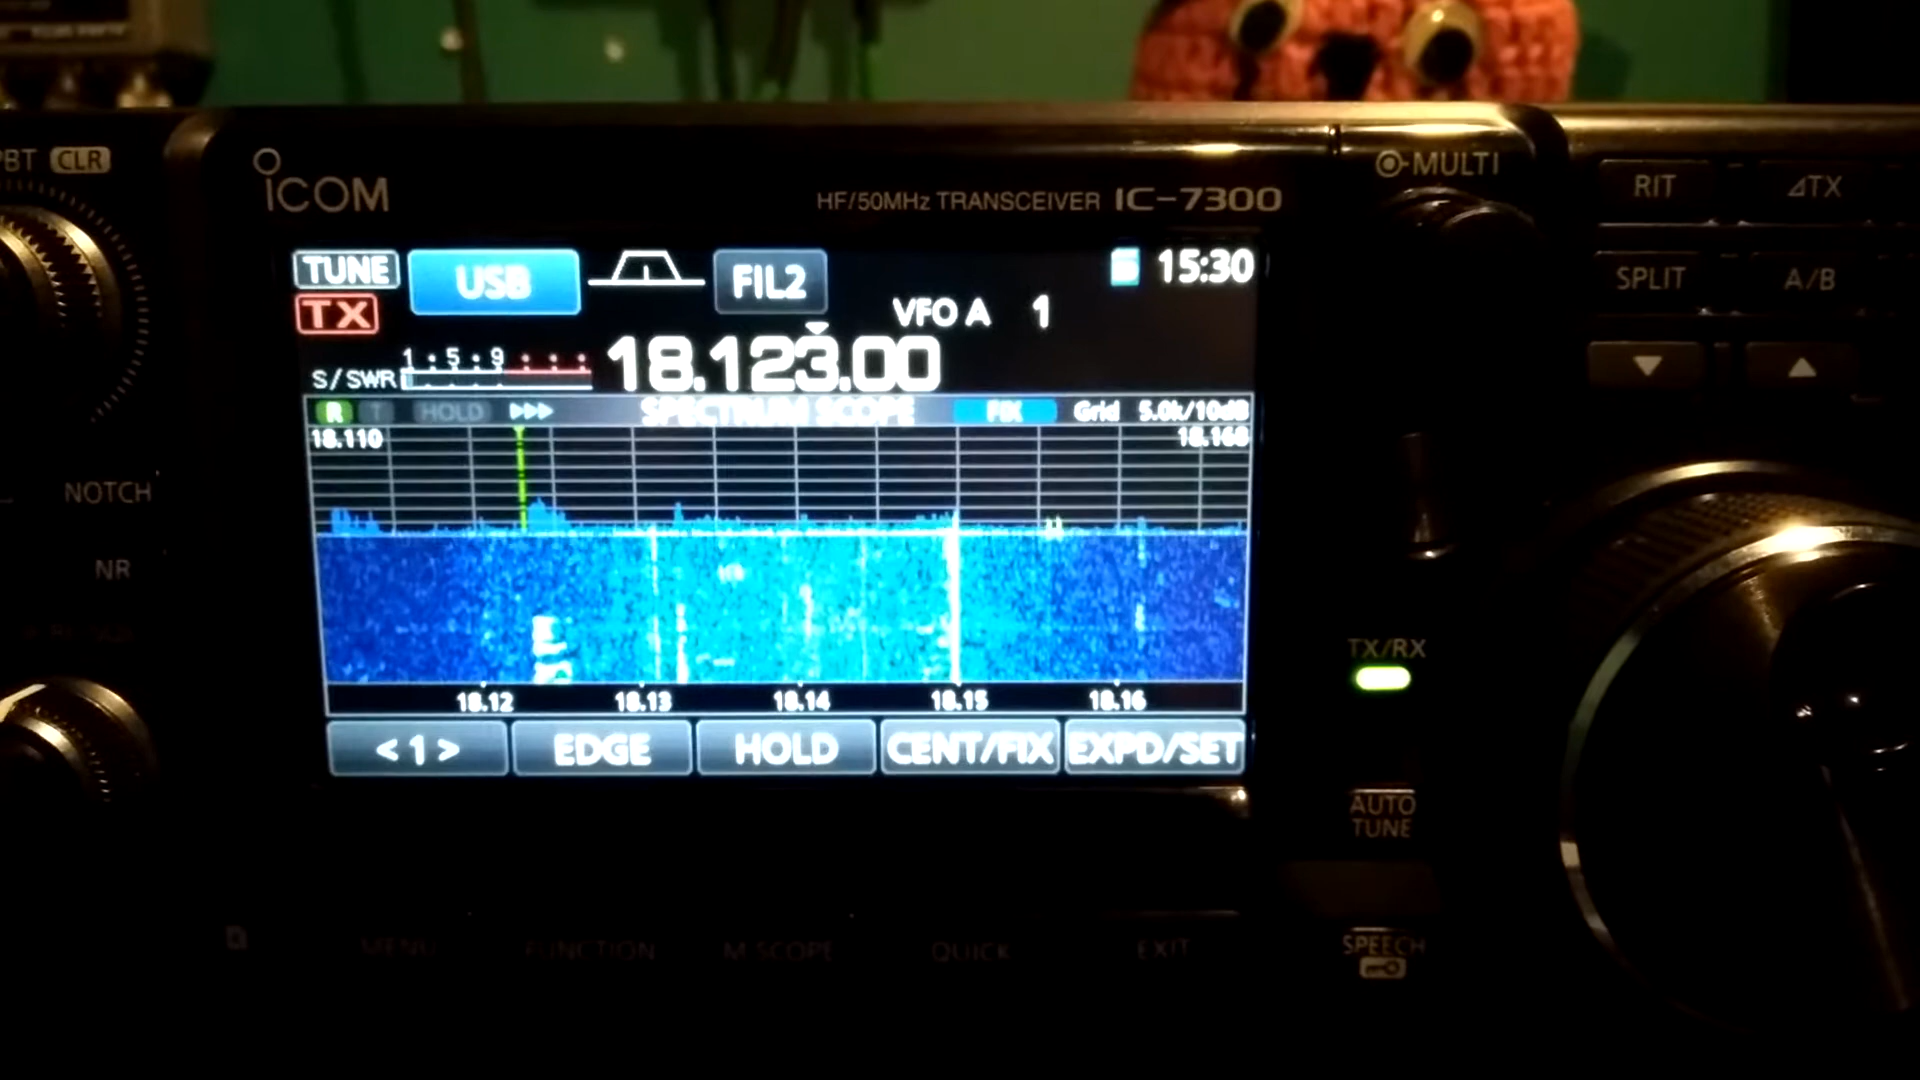 PBT CLR
ICOM
HF/50MHz TRANSCEIVER IC-7300
MULTI
RIT ⊿TX
TUNE USB FIL2 15:30
TX
VFO A 1
SPLIT A/B
1 5 9
S/SWR
18.123.00
R T HOLD SPECTRUM SCOPE FIX Grid 5.0k/10dB
18.110 18.168
NOTCH
NR
18.12 18.13 18.14 18.15 18.16
TX/RX
<1> EDGE HOLD CENT/FIX EXPD/SET
AUTO
TUNE
MENU FUNCTION M.SCOPE QUICK EXIT
SPEECH